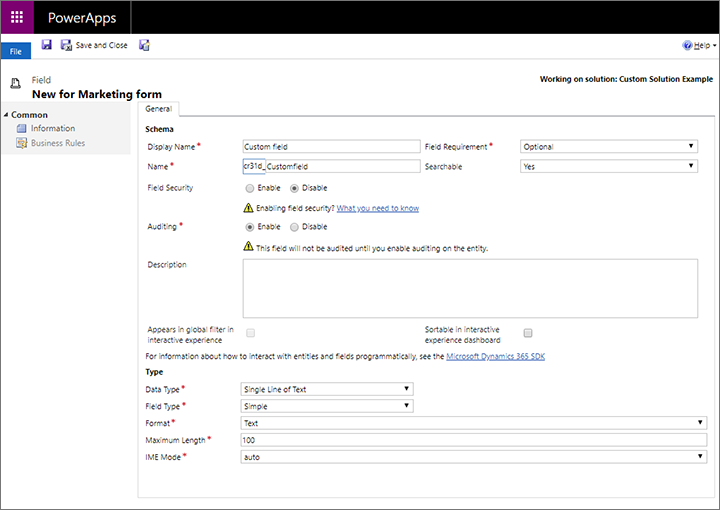 PowerApps
File Save and Close Help
Field
New for Marketing form
Working on solution: Custom Solution Example
Common
Information
Business Rules
General
Schema
Display Name * Custom field Field Requirement * Optional
Name * cr31d_ Customfield Searchable Yes
Field Security Enable Disable
Enabling field security? What you need to know
Auditing * Enable Disable
This field will not be audited until you enable auditing on the entity.
Description
Appears in global filter in
interactive experience
Sortable in interactive
experience dashboard
For information about how to interact with entities and fields programmatically, see the Microsoft Dynamics 365 SDK
Type
Data Type * Single Line of Text
Field Type * Simple
Format * Text
Maximum Length * 100
IME Mode * auto